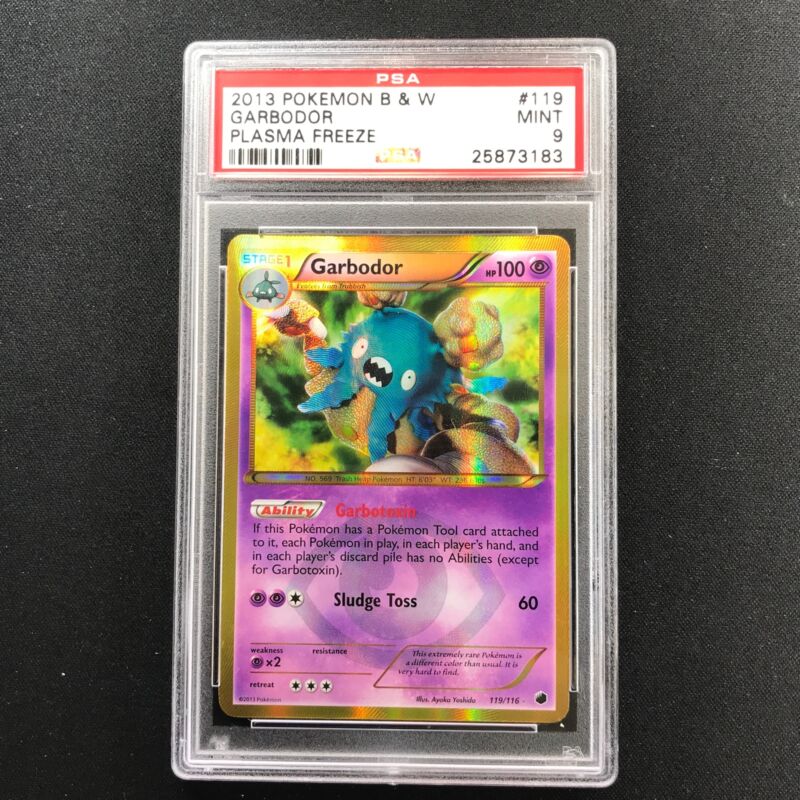 PSA
2013 POKEMON B & W #119
GARBODOR MINT
PLASMA FREEZE 9
PSA 25873183
STAGE1 Garbodor HP100
Evolves from Trubbish
NO. 569 Trash Heap Pokémon HT: 6'03" WT: 236.6 lbs.
Ability Garbotoxin
If this Pokémon has a Pokémon Tool card attached
to it, each Pokémon in play, in each player's hand, and
in each player's discard pile has no Abilities (except
for Garbotoxin).
Sludge Toss 60
weakness resistance
×2
This extremely rare Pokémon is
a different color than usual. It is
very hard to find.
retreat
©2013 Pokémon Illus. Ayaka Yoshida 119/116